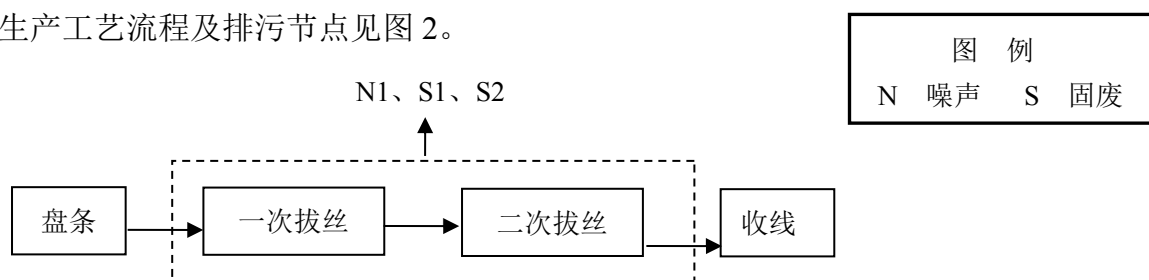 生产工艺流程及排污节点见图 2。
图 例
N 噪声 S 固废
N1、S1、S2
盘条 一次拔丝 二次拔丝 收线